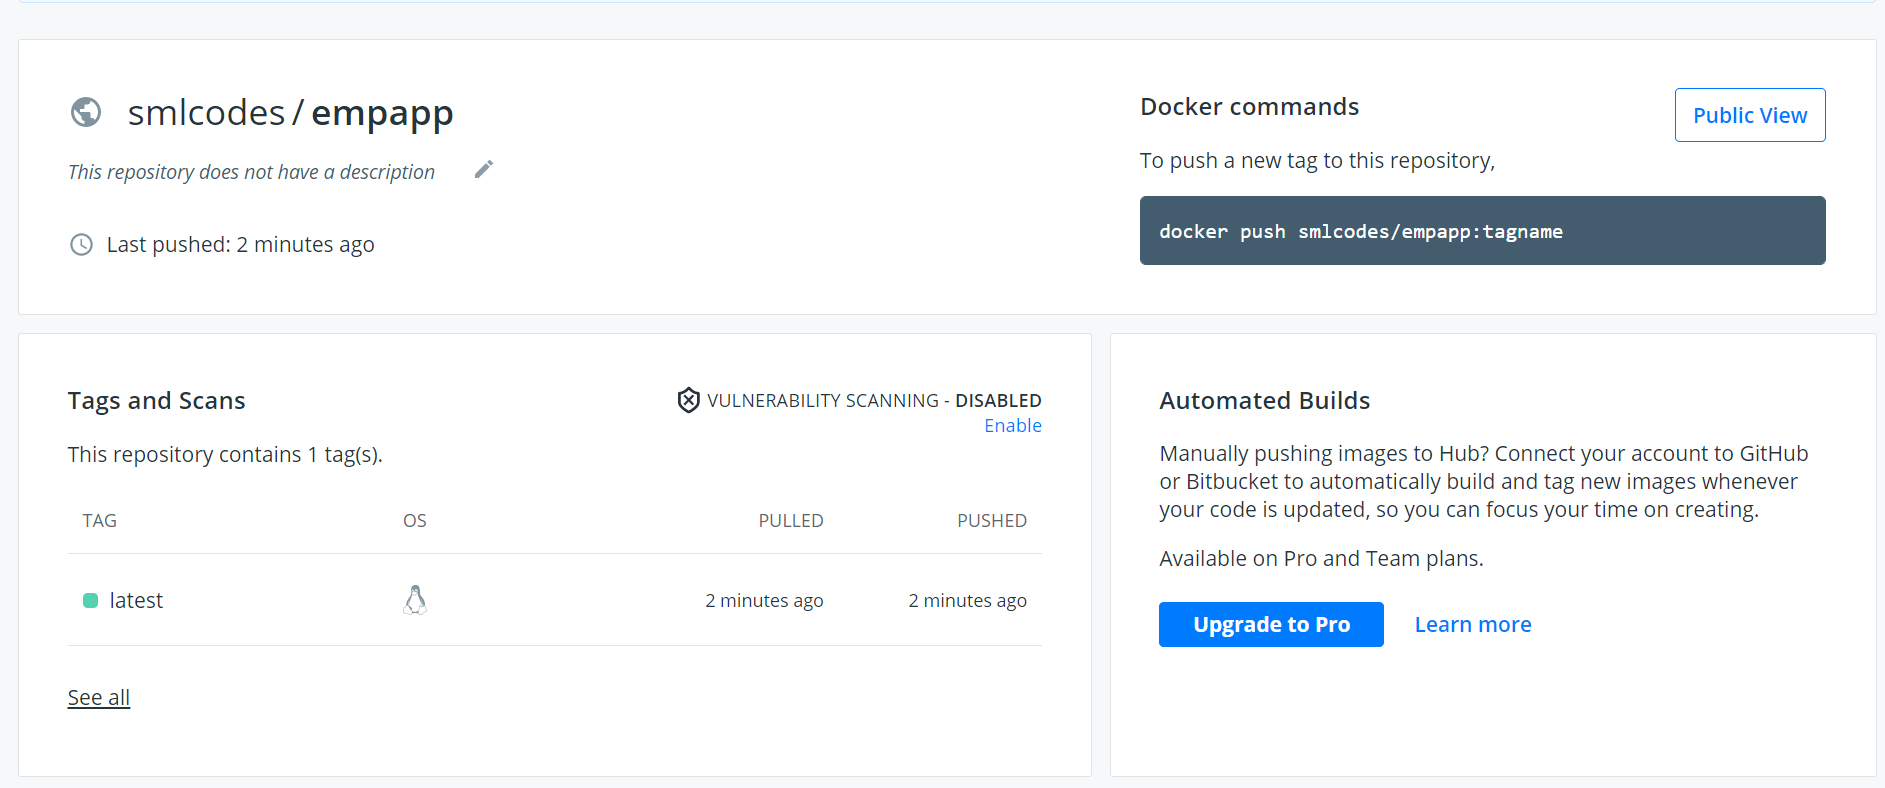 smlcodes / empapp
This repository does not have a description
Last pushed: 2 minutes ago
Docker commands
Public View
To push a new tag to this repository,
docker push smlcodes/empapp:tagname
Tags and Scans
VULNERABILITY SCANNING - DISABLED
Enable
This repository contains 1 tag(s).
TAG OS PULLED PUSHED
latest 2 minutes ago 2 minutes ago
See all
Automated Builds
Manually pushing images to Hub? Connect your account to GitHub
or Bitbucket to automatically build and tag new images whenever
your code is updated, so you can focus your time on creating.
Available on Pro and Team plans.
Upgrade to Pro Learn more